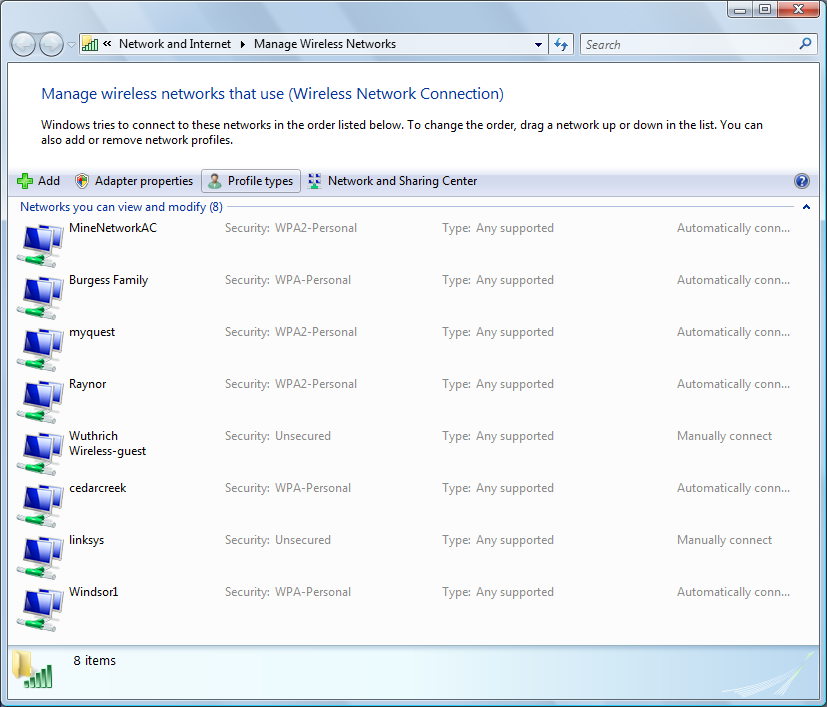 « Network and Internet ▸ Manage Wireless Networks
Search
Manage wireless networks that use (Wireless Network Connection)
Windows tries to connect to these networks in the order listed below. To change the order, drag a network up or down in the list. You can
also add or remove network profiles.
Add Adapter properties Profile types Network and Sharing Center ?
Networks you can view and modify (8)
MineNetworkAC Security: WPA2-Personal Type: Any supported Automatically conn...
Burgess Family Security: WPA-Personal Type: Any supported Automatically conn...
myquest Security: WPA2-Personal Type: Any supported Automatically conn...
Raynor Security: WPA2-Personal Type: Any supported Automatically conn...
Wuthrich Security: Unsecured Type: Any supported Manually connect
Wireless-guest
cedarcreek Security: WPA-Personal Type: Any supported Automatically conn...
linksys Security: Unsecured Type: Any supported Manually connect
Windsor1 Security: WPA-Personal Type: Any supported Automatically conn...
8 items